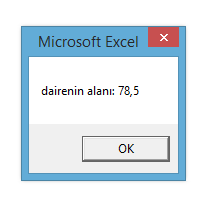 Microsoft Excel
dairenin alanı: 78,5
OK